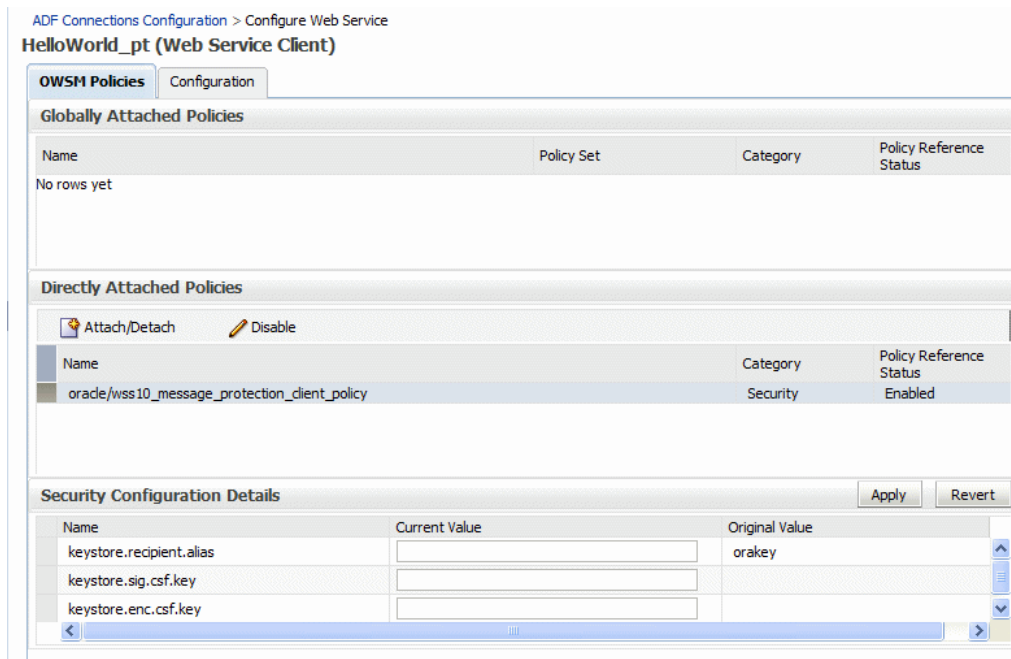 ADF Connections Configuration > Configure Web Service
HelloWorld_pt (Web Service Client)
OWSM Policies Configuration
Globally Attached Policies
Name Policy Set Category Policy Reference Status
No rows yet
Directly Attached Policies
Attach/Detach Disable
Name Category Policy Reference Status
oracle/wss10_message_protection_client_policy Security Enabled
Security Configuration Details Apply Revert
Name Current Value Original Value
keystore.recipient.alias orakey
keystore.sig.csf.key
keystore.enc.csf.key